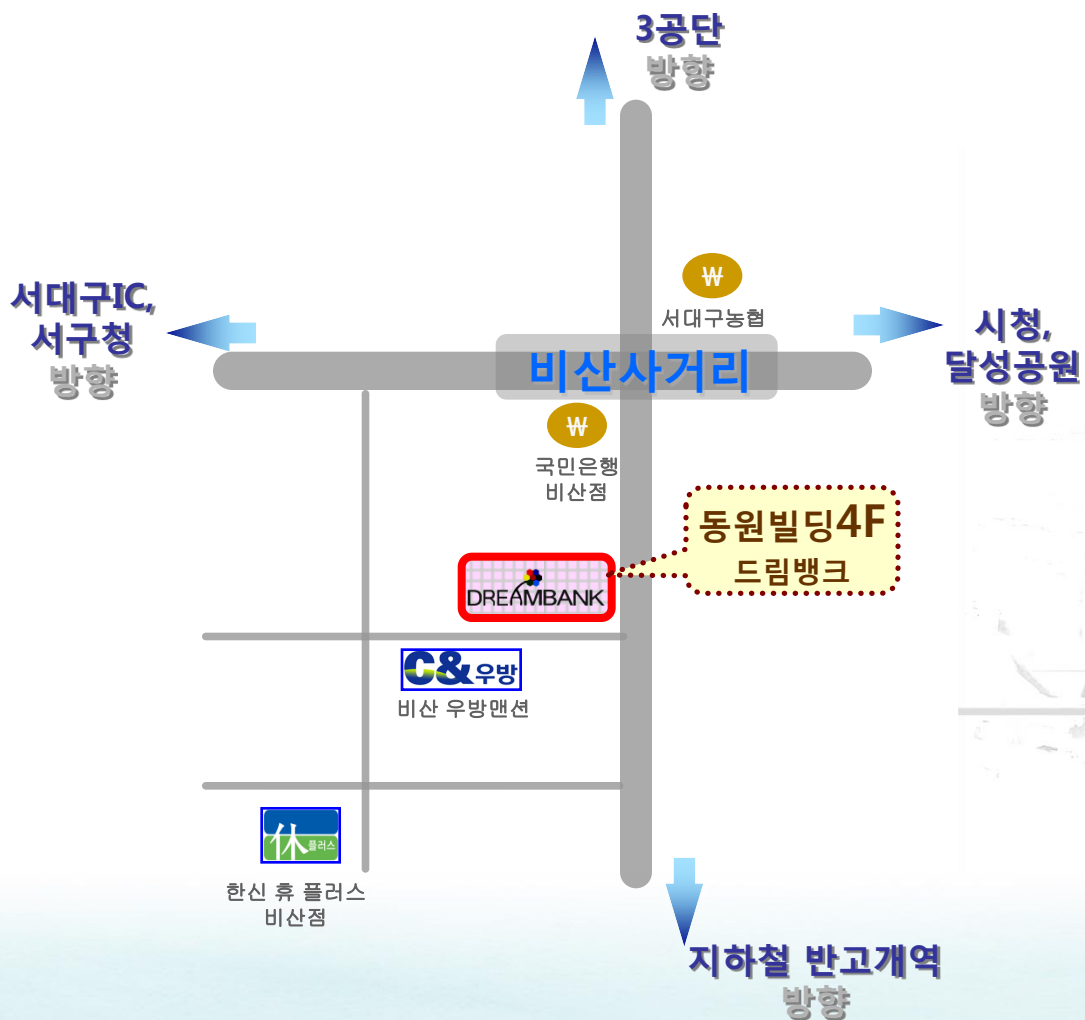 3공단
방향
₩
서대구농협
서대구IC,
서구청
방향
비산사거리
시청,
달성공원
방향
₩
국민은행
비산점
동원빌딩4F
드림뱅크
DREAMBANK
C&우방
비산 우방맨션
休플러스
한신 휴 플러스
비산점
지하철 반고개역
방향